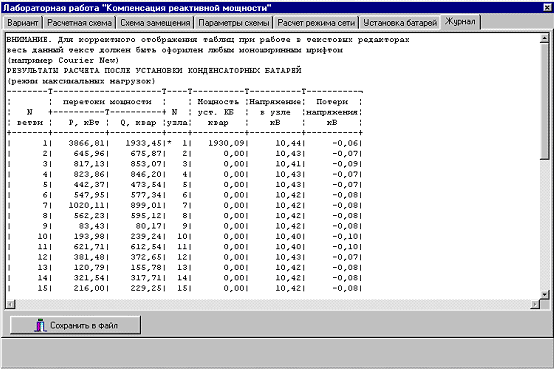 Лабораторная работа "Компенсация реактивной мощности"
Вариант Расчетная схема Схема замещения Параметры схемы Расчет режима сети Установка батарей Журнал
ВНИМАНИЕ. Для корректного отображения таблиц при работе в текстовых редакторах
весь данный текст должен быть оформлен любым моноширинным шрифтом
(например Courier New)
РЕЗУЛЬТАТЫ РАСЧЕТА ПОСЛЕ УСТАНОВКИ КОНДЕНСАТОРНЫХ БАТАРЕЙ
(режим максимальных нагрузок)
--------T---------------------T----T---------T----------T----------¬
¦ ¦ перетоки мощности ¦ ¦ Мощность ¦Напряжение¦ Потери ¦
¦ N +----------T----------+ N ¦ уст. КБ ¦ в узле ¦напряжения¦
¦ ветви ¦ P, кВт ¦ Q, квар ¦узла¦ квар ¦ кВ ¦ кВ ¦
+-------+----------+----------+----+---------+----------+----------+
| 1| 3866,81| 1933,45|* 1| 1930,09| 10,44| -0,06|
| 2| 645,96| 675,87| 2| 0,00| 10,43| -0,07|
| 3| 817,13| 853,07| 3| 0,00| 10,41| -0,09|
| 4| 823,86| 846,20| 4| 0,00| 10,43| -0,07|
| 5| 442,37| 473,54| 5| 0,00| 10,43| -0,07|
| 6| 547,95| 577,34| 6| 0,00| 10,42| -0,08|
| 7| 1020,11| 899,01| 7| 0,00| 10,42| -0,08|
| 8| 562,23| 595,12| 8| 0,00| 10,42| -0,08|
| 9| 83,43| 80,17| 9| 0,00| 10,42| -0,08|
| 10| 193,98| 239,24| 10| 0,00| 10,40| -0,10|
| 11| 621,71| 612,54| 11| 0,00| 10,40| -0,10|
| 12| 381,48| 372,65| 12| 0,00| 10,43| -0,07|
| 13| 120,79| 155,78| 13| 0,00| 10,42| -0,08|
| 14| 321,54| 317,71| 14| 0,00| 10,42| -0,08|
| 15| 216,00| 229,25| 15| 0,00| 10,42| -0,08|
Сохранить в файл